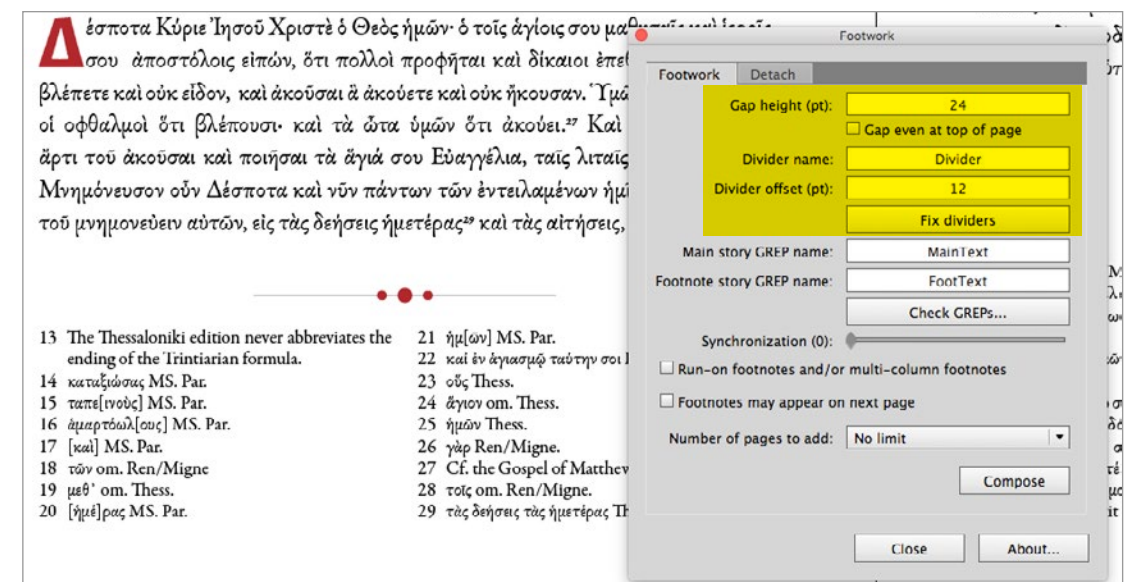 Δέσποτα Κύριε Ἰησοῦ Χριστὲ ὁ Θεὸς ἡμῶν· ὁ τοῖς ἁγίοις σου
σου ἀποστόλοις εἰπών, ὅτι πολλοὶ προφῆται καὶ δίκαιοι
βλέπετε καὶ οὐκ εἶδον, καὶ ἀκοῦσαι ἃ ἀκούετε καὶ οὐκ ἤκουσαν.
οἱ οφθαλμοὶ ὅτι βλέπουσι· καὶ τὰ ὦτα ὑμῶν ὅτι ἀκούει.²⁷ Καὶ
ἄρτι τοῦ ἀκοῦσαι καὶ ποιῆσαι τὰ ἅγιά σου Εὐαγγέλια, ταῖς λιταῖς
Μνημόνευσον οὖν Δέσποτα καὶ νῦν πάντων τῶν ἐντειλαμένων
τοῦ μνημονεύειν αὐτῶν, εἰς τὰς δεήσεις ἡμετέρας²⁹ καὶ τὰς αἰτήσεις,
13 The Thessaloniki edition never abbreviates the
ending of the Trintiarian formula.
14 καταξιώσας MS. Par.
15 ταπε[ινοὺς] MS. Par.
16 ἁμαρτόωλ[ους] MS. Par.
17 [καὶ] MS. Par.
18 τῶν om. Ren/Migne
19 μεθ᾽ om. Thess.
20 [ἡμέ]ρας MS. Par.
21 ἡμ[ῶν] MS. Par.
22 καὶ ἐν ἁγιασμῷ ταύτην σοι
23 οὓς Thess.
24 ἅγιον om. Thess.
25 ἡμῶν Thess.
26 γὰρ Ren/Migne.
27 Cf. the Gospel of
28 τοῖς om. Ren/Migne.
29 τὰς δεήσεις τὰς ἡμετέρας
Footwork
Footwork Detach
Gap height (pt): 24
Gap even at top of page
Divider name: Divider
Divider offset (pt): 12
Fix dividers
Main story GREP name: MainText
Footnote story GREP name: FootText
Check GREPs...
Synchronization (0):
Run-on footnotes and/or multi-column footnotes
Footnotes may appear on next page
Number of pages to add: No limit
Compose
Close About...